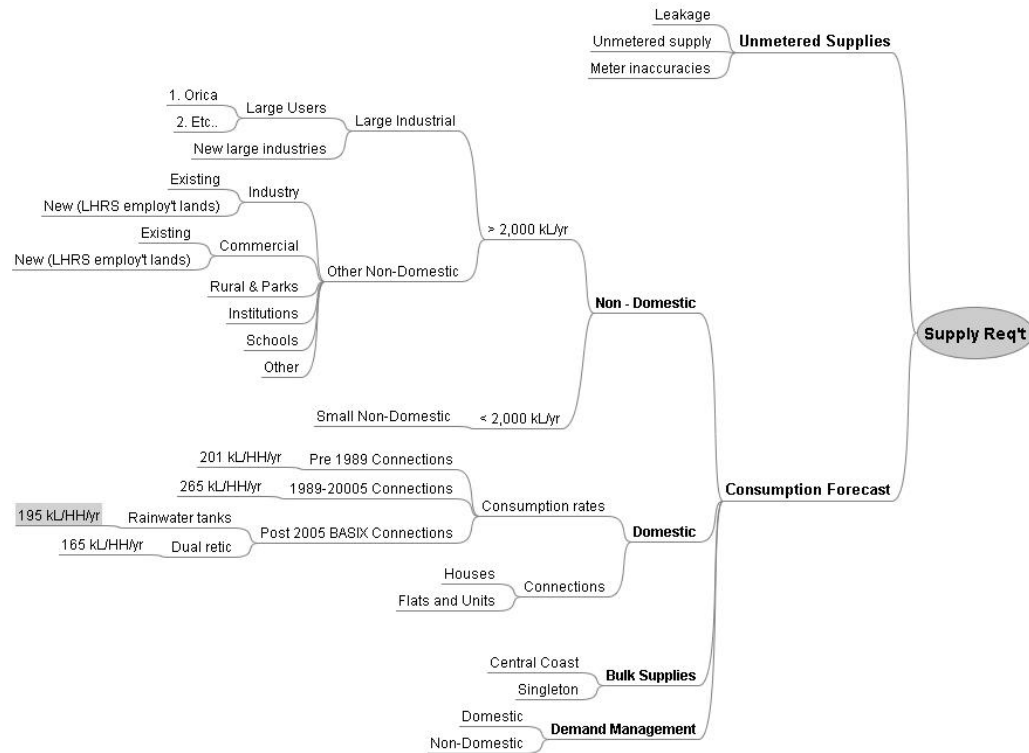 Leakage
Unmetered supply
Meter inaccuracies
Unmetered Supplies
1. Orica
2. Etc..
Large Users
New large industries
Large Industrial
Existing
New (LHRS employ't lands)
Industry
Existing
New (LHRS employ't lands)
Commercial
Rural & Parks
Institutions
Schools
Other
Other Non-Domestic
> 2,000 kL/yr
Small Non-Domestic
< 2,000 kL/yr
Non - Domestic
Supply Req't
201 kL/HH/yr
Pre 1989 Connections
265 kL/HH/yr
1989-20005 Connections
195 kL/HH/yr
Rainwater tanks
165 kL/HH/yr
Dual retic
Post 2005 BASIX Connections
Consumption rates
Houses
Flats and Units
Connections
Domestic
Consumption Forecast
Central Coast
Singleton
Bulk Supplies
Domestic
Non-Domestic
Demand Management